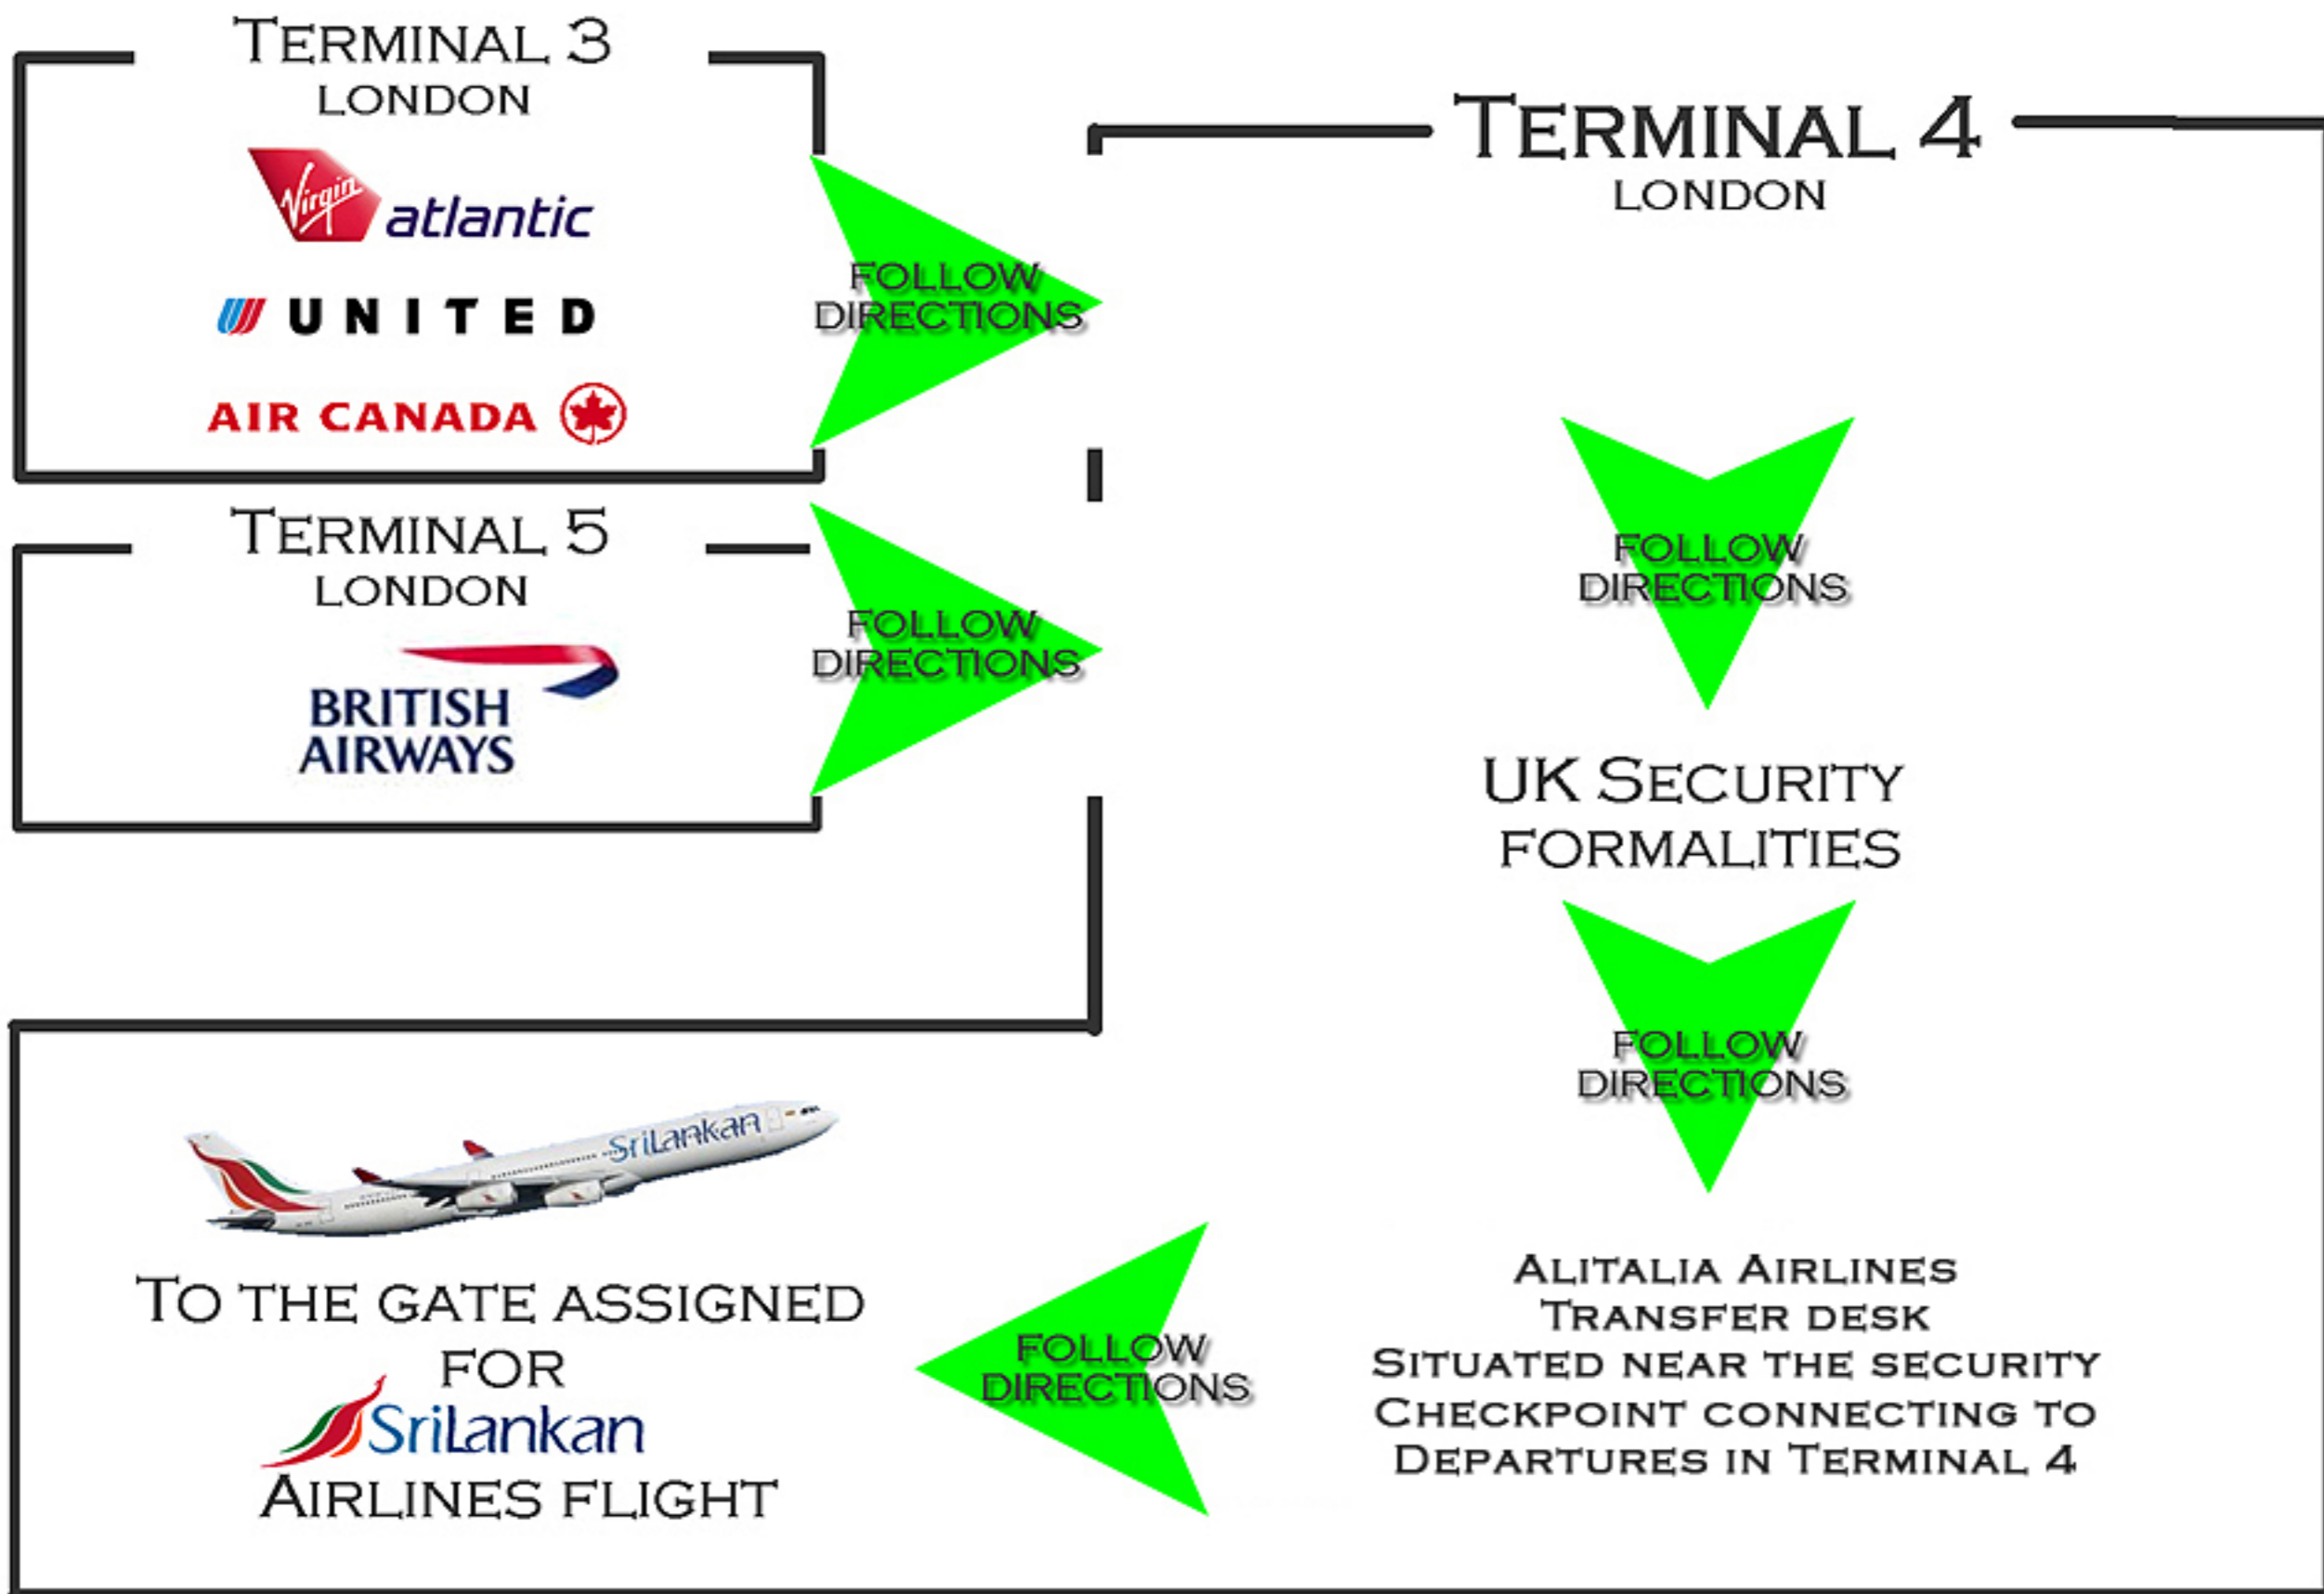 TERMINAL 3
LONDON
Virgin atlantic
UNITED
AIR CANADA
FOLLOW
DIRECTIONS
TERMINAL 5
LONDON
BRITISH
AIRWAYS
FOLLOW
DIRECTIONS
TERMINAL 4
LONDON
FOLLOW
DIRECTIONS
UK SECURITY
FORMALITIES
FOLLOW
DIRECTIONS
ALITALIA AIRLINES
TRANSFER DESK
SITUATED NEAR THE SECURITY
CHECKPOINT CONNECTING TO
DEPARTURES IN TERMINAL 4
FOLLOW
DIRECTIONS
SriLankan
TO THE GATE ASSIGNED
FOR
SriLankan
AIRLINES FLIGHT